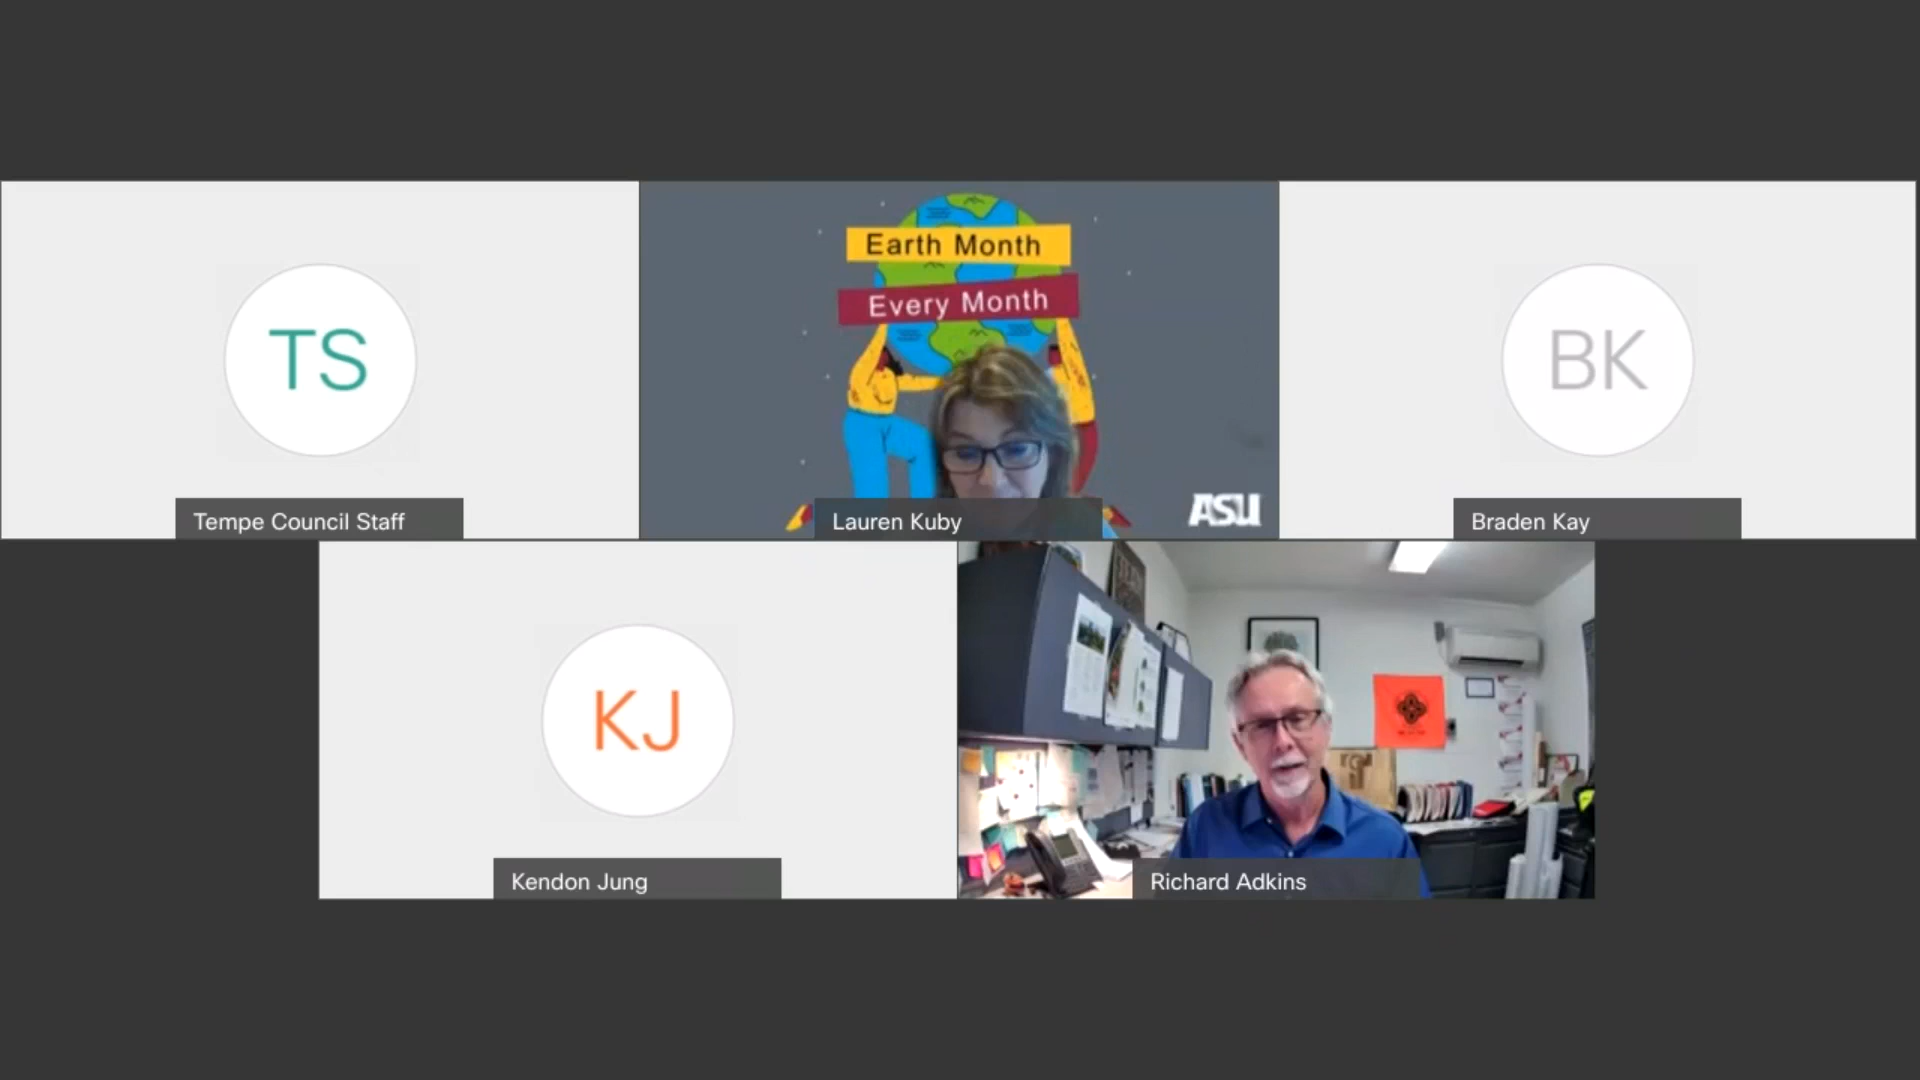 TS
Tempe Council Staff
Earth Month
Every Month
ASU
Lauren Kuby
BK
Braden Kay
KJ
Kendon Jung
Richard Adkins